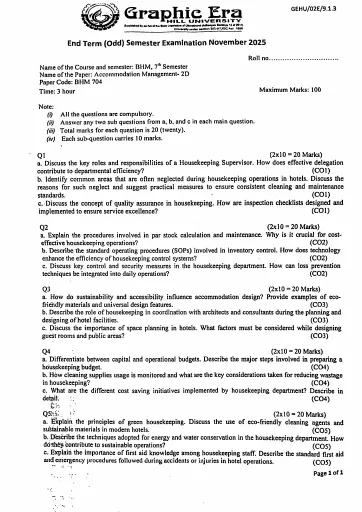 GEHU/02E/9.1.3
Graphic Era
HILL UNIVERSITY
End Term (Odd) Semester Examination November 2025
Roll no..............................
Name of the Course and semester: BHM, 7th Semester
Name of the Paper: Accommodation Management- 2D
Paper Code: BHM 704
Time: 3 hour Maximum Marks: 100
Note:
(i) All the questions are compulsory.
(ii) Answer any two sub questions from a, b, and c in each main question.
(iii) Total marks for each question is 20 (twenty).
(iv) Each sub-question carries 10 marks.
Q1 (2x10 = 20 Marks)
a. Discuss the key roles and responsibilities of a Housekeeping Supervisor. How does effective delegation
contribute to departmental efficiency? (CO1)
b. Identify common areas that are often neglected during housekeeping operations in hotels. Discuss the
reasons for such neglect and suggest practical measures to ensure consistent cleaning and maintenance
standards. (CO1)
c. Discuss the concept of quality assurance in housekeeping. How are inspection checklists designed and
implemented to ensure service excellence? (CO1)
Q2 (2x10 = 20 Marks)
a. Explain the procedures involved in par stock calculation and maintenance. Why is it crucial for cost-
effective housekeeping operations? (CO2)
b. Describe the standard operating procedures (SOPs) involved in inventory control. How does technology
enhance the efficiency of housekeeping control systems? (CO2)
c. Discuss key control and security measures in the housekeeping department. How can loss prevention
techniques be integrated into daily operations? (CO2)
Q3 (2x10 = 20 Marks)
a. How do sustainability and accessibility influence accommodation design? Provide examples of eco-
friendly materials and universal design features. (CO3)
b. Describe the role of housekeeping in coordination with architects and consultants during the planning and
designing of hotel facilities. (CO3)
c. Discuss the importance of space planning in hotels. What factors must be considered while designing
guest rooms and public areas? (CO3)
Q4 (2x10 = 20 Marks)
a. Differentiate between capital and operational budgets. Describe the major steps involved in preparing a
housekeeping budget. (CO4)
b. How cleaning supplies usage is monitored and what are the key considerations taken for reducing wastage
in housekeeping? (CO4)
c. What are the different cost saving initiatives implemented by housekeeping department? Describe in
detail. (CO4)
Q5 (2x10 = 20 Marks)
a. Explain the principles of green housekeeping. Discuss the use of eco-friendly cleaning agents and
sustainable materials in modern hotels. (CO5)
b. Describe the techniques adopted for energy and water conservation in the housekeeping department. How
do they contribute to sustainable operations? (CO5)
c. Explain the importance of first aid knowledge among housekeeping staff. Describe the standard first aid
and emergency procedures followed during accidents or injuries in hotel operations. (CO5)
Page 1 of 1